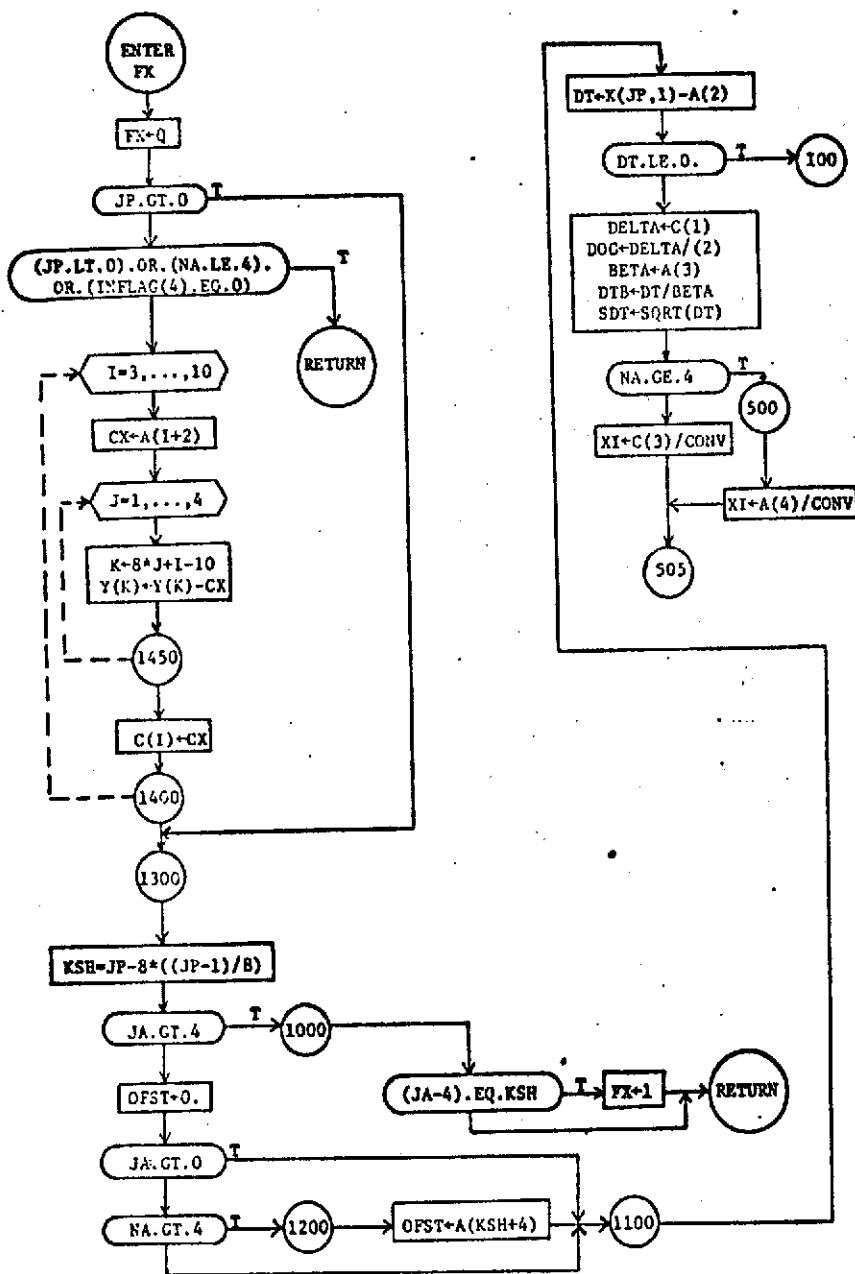 ENTER
FX
FX←0
JP.GT.0
T
(JP.LT.0).OR.(NA.LE.4).
OR.(INFLAG(4).EQ.0)
T
RETURN
I=3,...,10
CX←A(I+2)
J=1,...,4
K←8*J+I-10
Y(K)←Y(K)-CX
1450
C(I)←CX
1400
1300
KSH=JP-8*((JP-1)/8)
JA.GT.4
T
1000
(JA-4).EQ.KSH
T
FX←1
RETURN
OFST←0.
JA.GT.0
T
NA.GT.4
T
1200
OFST←A(KSH+4)
1100
DT←X(JP,1)-A(2)
DT.LE.0.
T
100
DELTA←C(1)
DOC←DELTA/(2)
BETA←A(3)
DTB←DT/BETA
SDT←SQRT(DT)
NA.GE.4
T
500
XI←C(3)/CONV
XI←A(4)/CONV
505